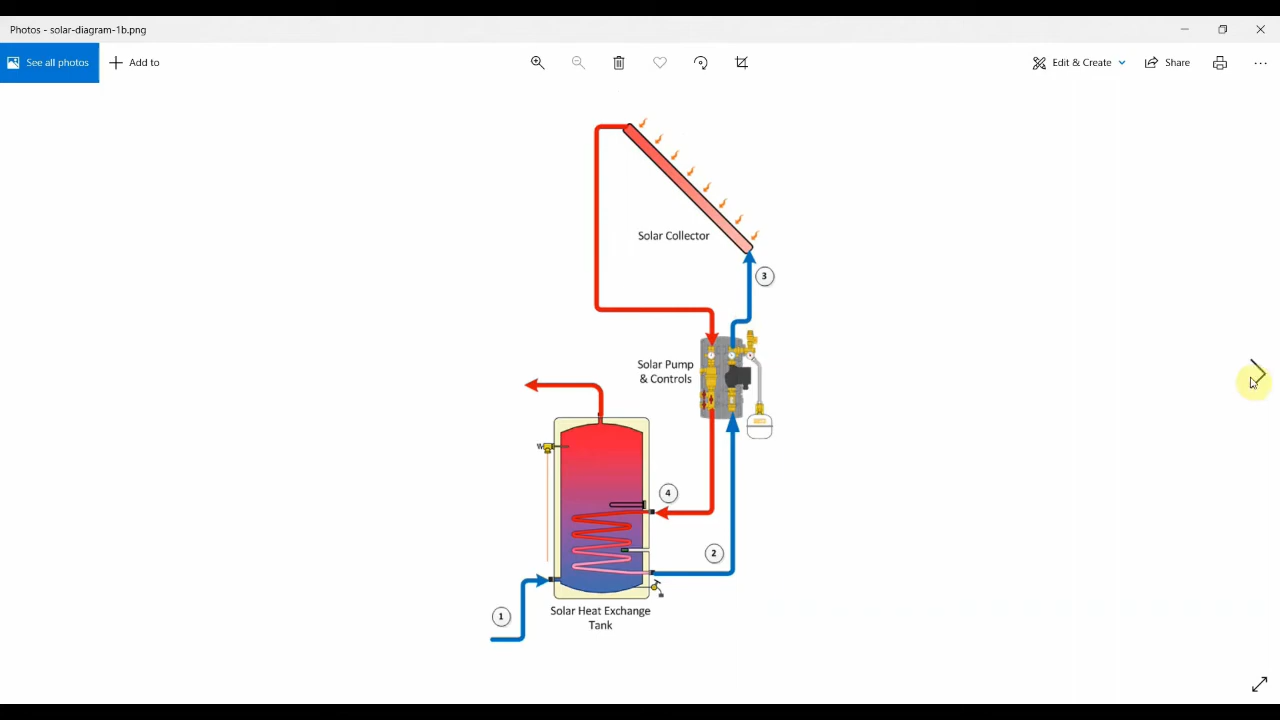 Photos - solar-diagram-1b.png
See all photos
Add to
Edit & Create
Share
Solar Collector
3
Solar Pump
& Controls
4
2
1
Solar Heat Exchange
Tank